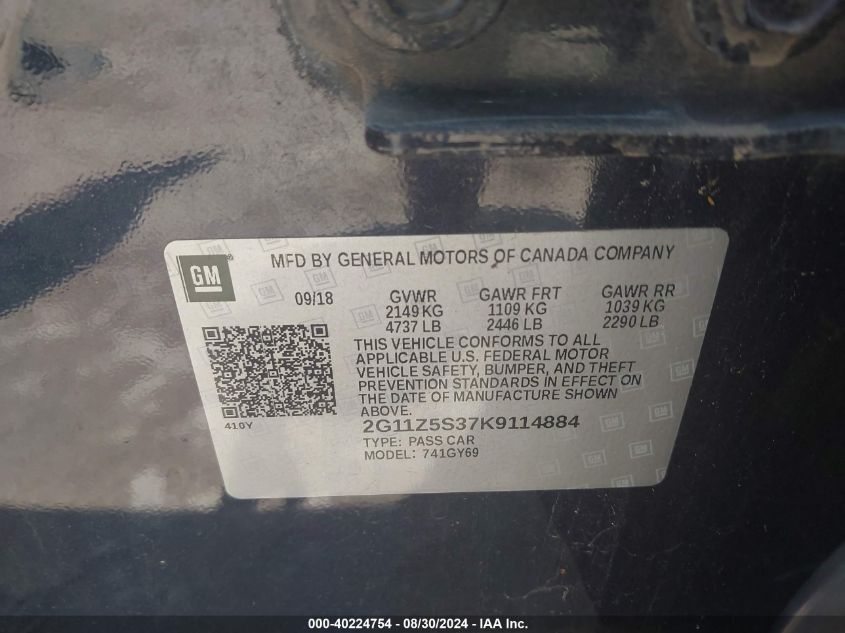 GM
MFD BY GENERAL MOTORS OF CANADA COMPANY
09/18
GVWR GAWR FRT GAWR RR
2149 KG 1109 KG 1039 KG
4737 LB 2446 LB 2290 LB
THIS VEHICLE CONFORMS TO ALL
APPLICABLE U.S. FEDERAL MOTOR
VEHICLE SAFETY, BUMPER, AND THEFT
PREVENTION STANDARDS IN EFFECT ON
THE DATE OF MANUFACTURE SHOWN
ABOVE.
410Y
2G11Z5S37K9114884
TYPE: PASS CAR
MODEL: 741GY69
000-40224754 - 08/30/2024 - IAA Inc.